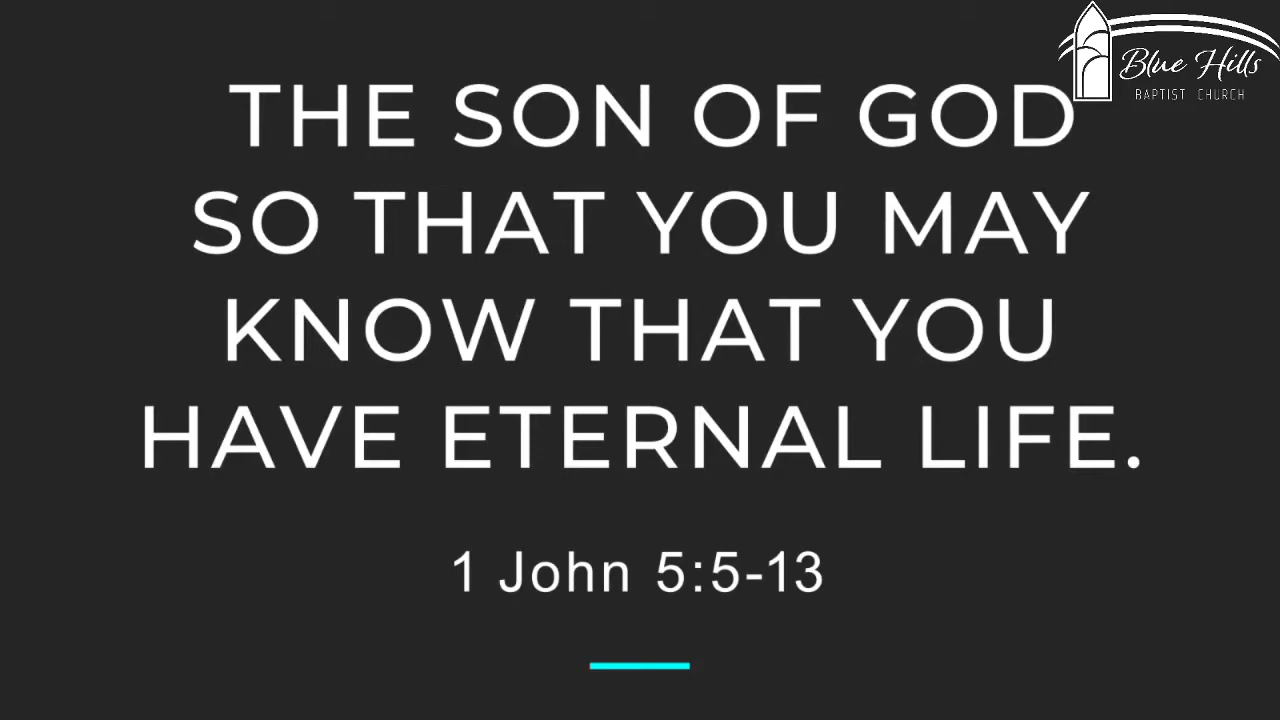 Blue Hills
BAPTIST CHURCH
THE SON OF GOD
SO THAT YOU MAY
KNOW THAT YOU
HAVE ETERNAL LIFE.
1 John 5:5-13